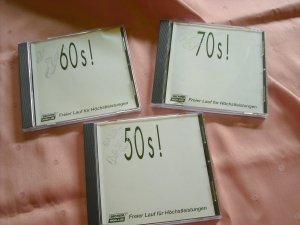 60s!
Freier Lauf für Höchstleistungen
70s!
Freier Lauf für Höchstleistungen
50s!
Freier Lauf für Höchstleistungen